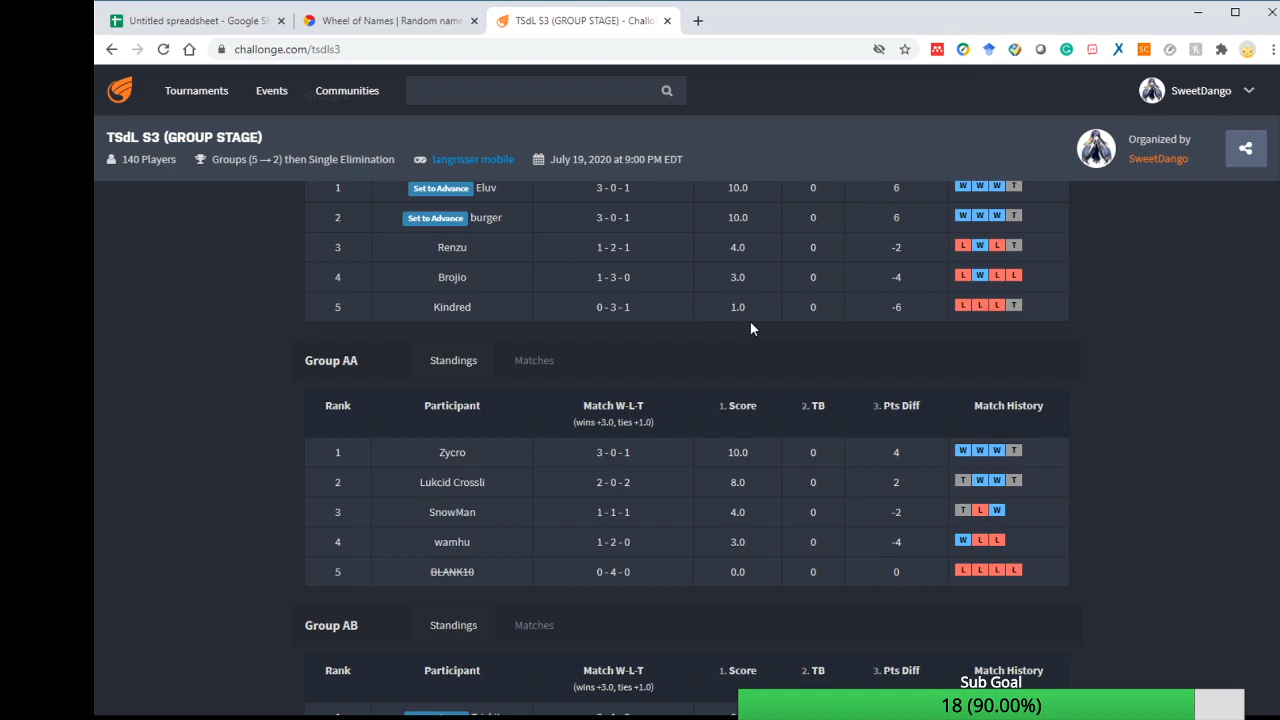 Untitled spreadsheet - Google Sh
Wheel of Names | Random name
TSdL S3 (GROUP STAGE) - Challo
challonge.com/tsdls3
Tournaments Events Communities
SweetDango
TSdL S3 (GROUP STAGE)
140 Players Groups (5 → 2) then Single Elimination langrisser mobile July 19, 2020 at 9:00 PM EDT
Organized by
SweetDango
1 Set to Advance Eluv 3 - 0 - 1 10.0 0 6 W W W T
2 Set to Advance burger 3 - 0 - 1 10.0 0 6 W W W T
3 Renzu 1 - 2 - 1 4.0 0 -2 L W L T
4 Brojio 1 - 3 - 0 3.0 0 -4 L W L L
5 Kindred 0 - 3 - 1 1.0 0 -6 L L L T
Group AA Standings Matches
Rank Participant Match W-L-T 1. Score 2. TB 3. Pts Diff Match History
(wins +3.0, ties +1.0)
1 Zycro 3 - 0 - 1 10.0 0 4 W W W T
2 Lukcid Crossli 2 - 0 - 2 8.0 0 2 T W W T
3 SnowMan 1 - 1 - 1 4.0 0 -2 T L W
4 wamhu 1 - 2 - 0 3.0 0 -4 W L L
5 BLANK10 0 - 4 - 0 0.0 0 0 L L L L
Group AB Standings Matches
Rank Participant Match W-L-T 1. Score 2. TB 3. Pts Diff Match History
(wins +3.0, ties +1.0)
Sub Goal
18 (90.00%)